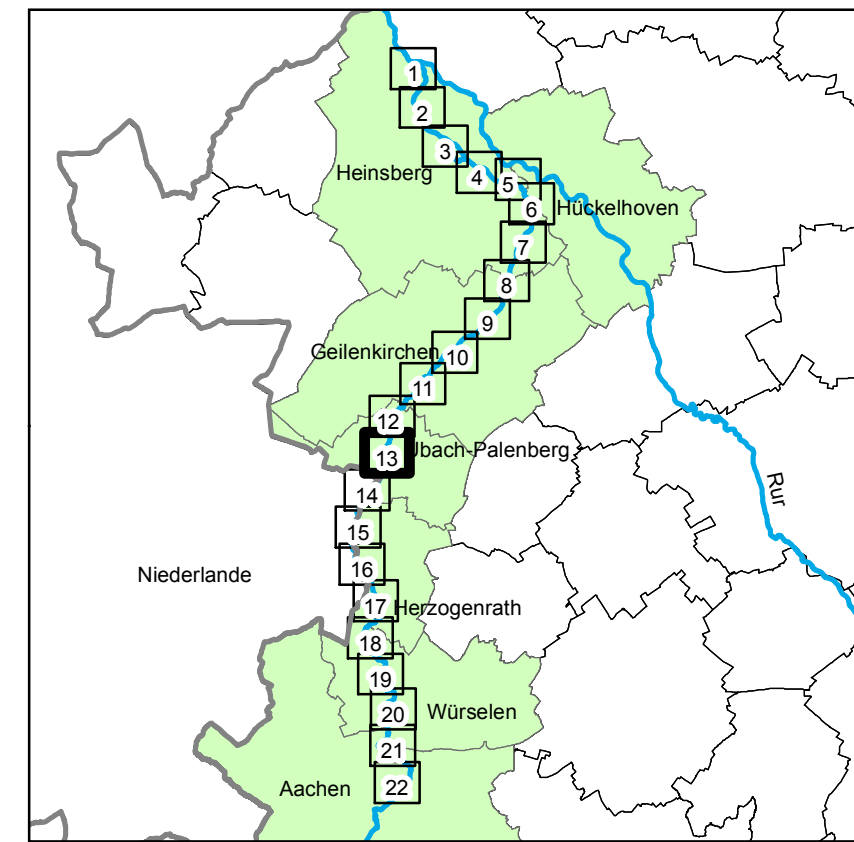 1
2
3
Heinsberg
4
5
6
Hückelhoven
7
8
9
Geilenkirchen
10
11
12
13
Übach-Palenberg
14
Rur
15
16
Niederlande
17
Herzogenrath
18
19
20
Würselen
21
Aachen
22